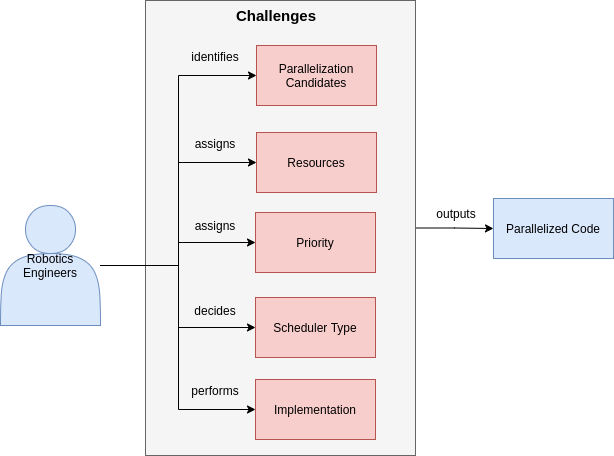 Challenges
identifies
Parallelization
Candidates
assigns
Resources
assigns
Priority
decides
Scheduler Type
performs
Implementation
Robotics
Engineers
outputs
Parallelized Code